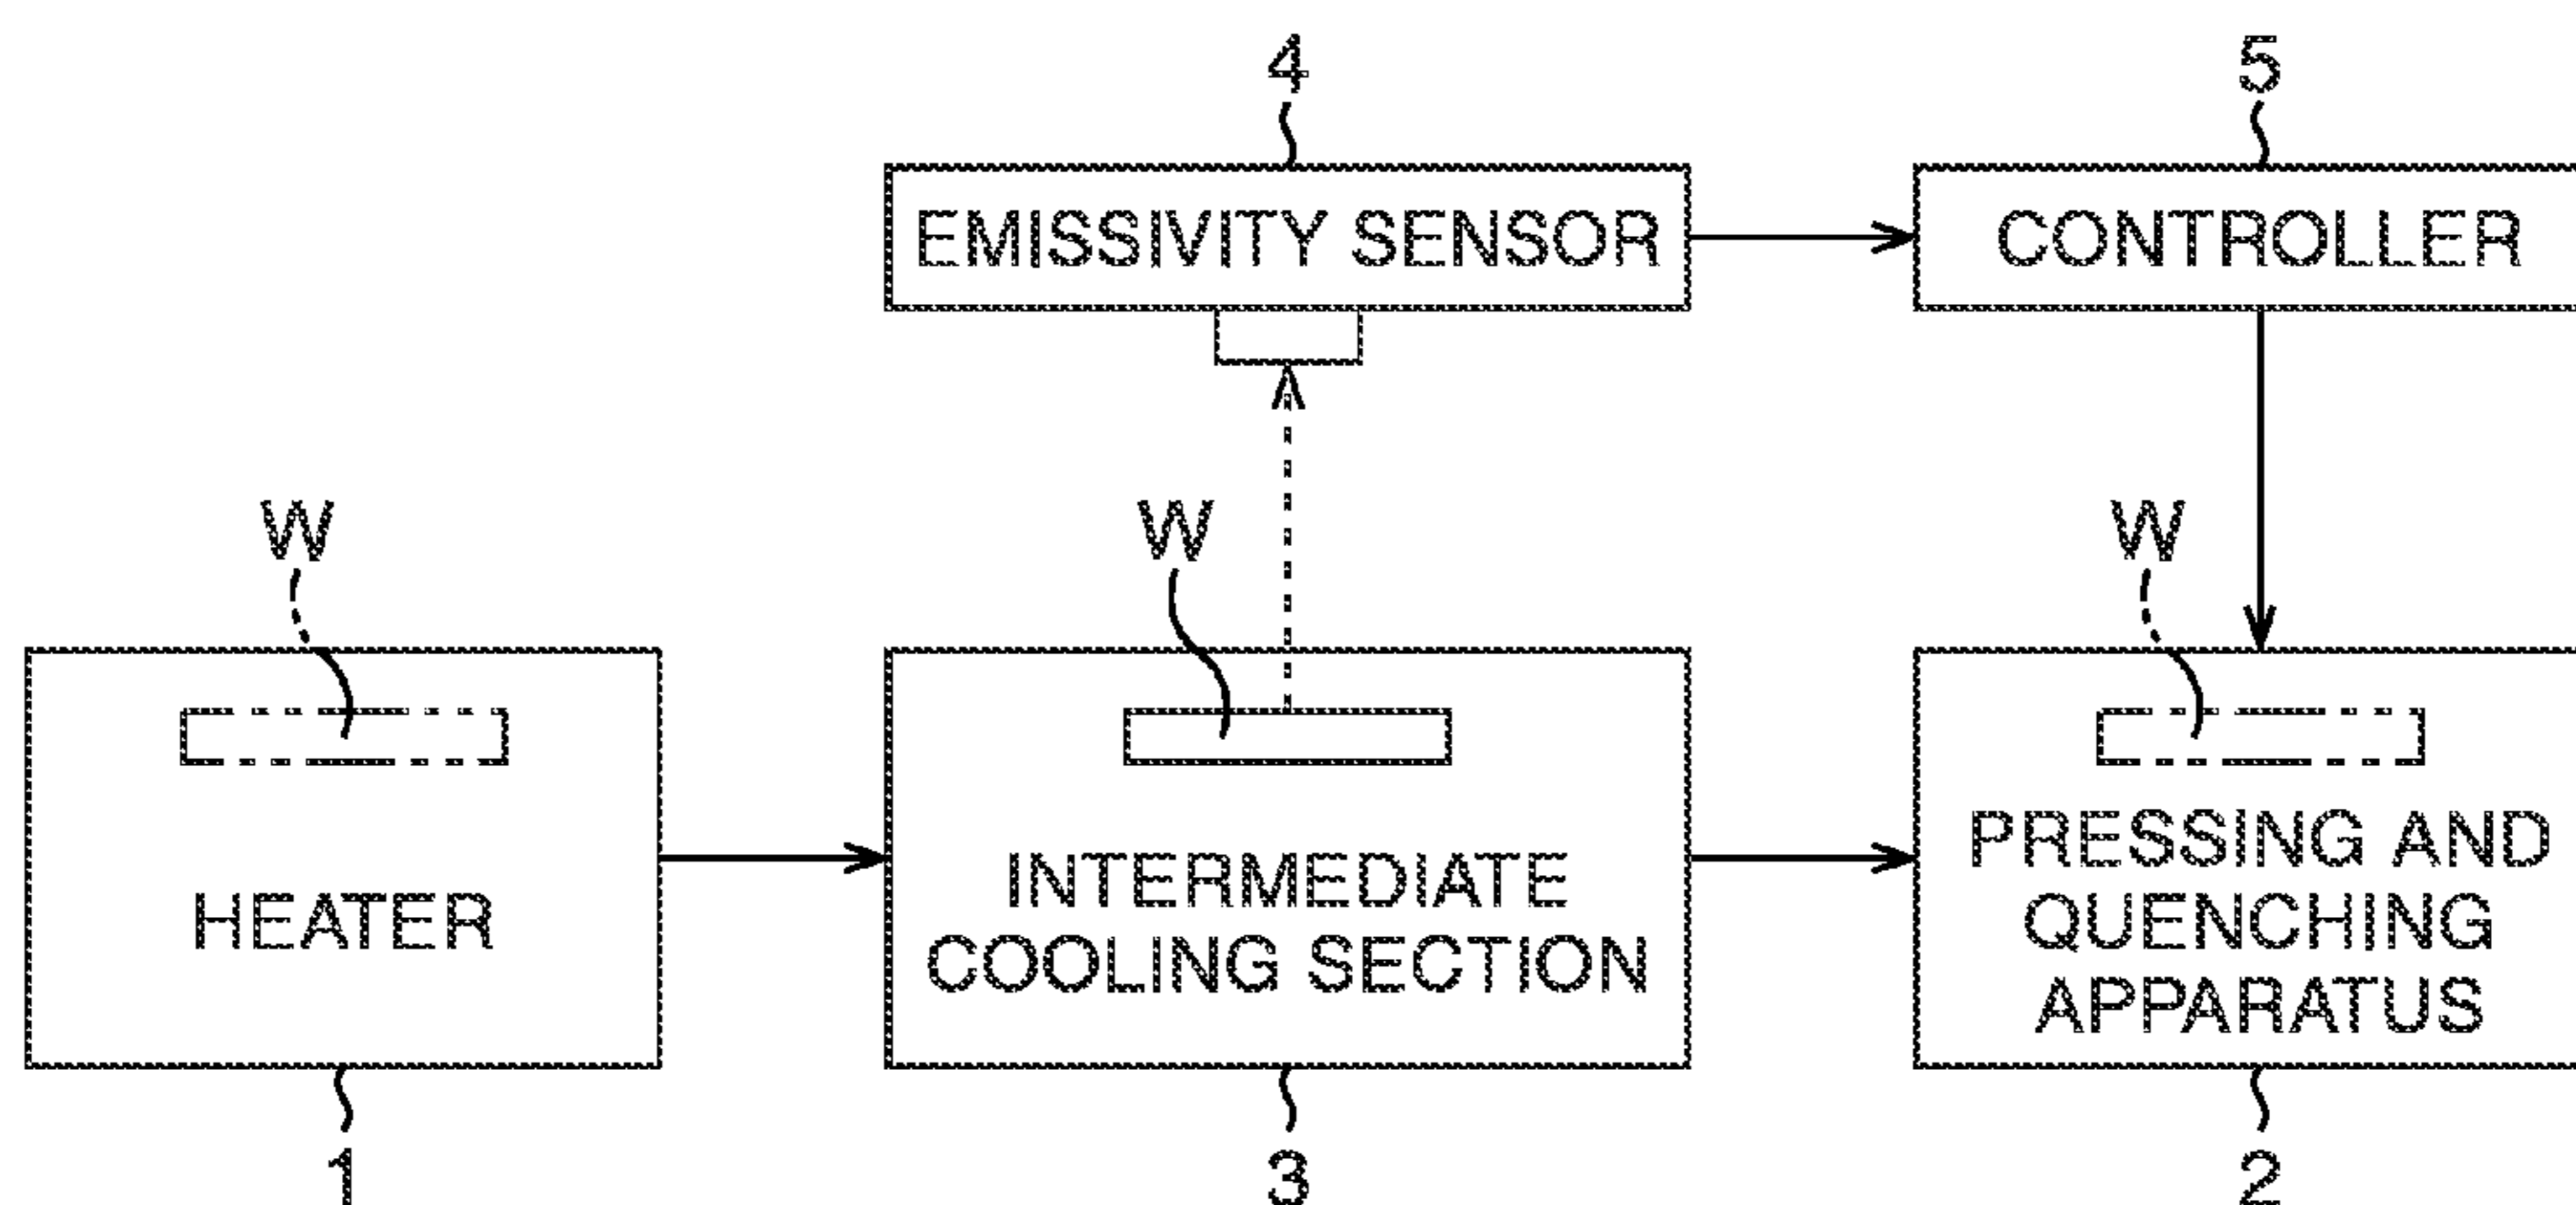 4
5
EMISSIVITY SENSOR
CONTROLLER
W
W
W
HEATER
INTERMEDIATE
COOLING SECTION
PRESSING AND
QUENCHING
APPARATUS
1
3
2